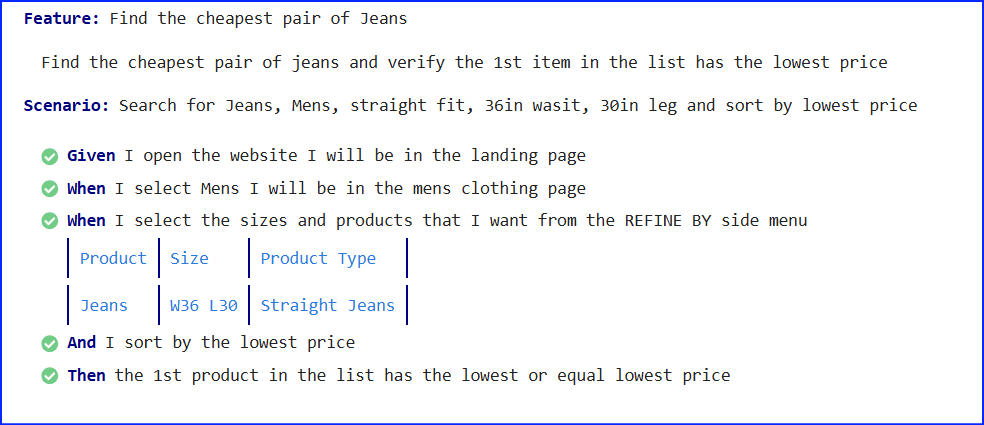 Feature: Find the cheapest pair of Jeans
Find the cheapest pair of jeans and verify the 1st item in the list has the lowest price
Scenario: Search for Jeans, Mens, straight fit, 36in wasit, 30in leg and sort by lowest price
Given I open the website I will be in the landing page
When I select Mens I will be in the mens clothing page
When I select the sizes and products that I want from the REFINE BY side menu
Product Size Product Type
Jeans W36 L30 Straight Jeans
And I sort by the lowest price
Then the 1st product in the list has the lowest or equal lowest price